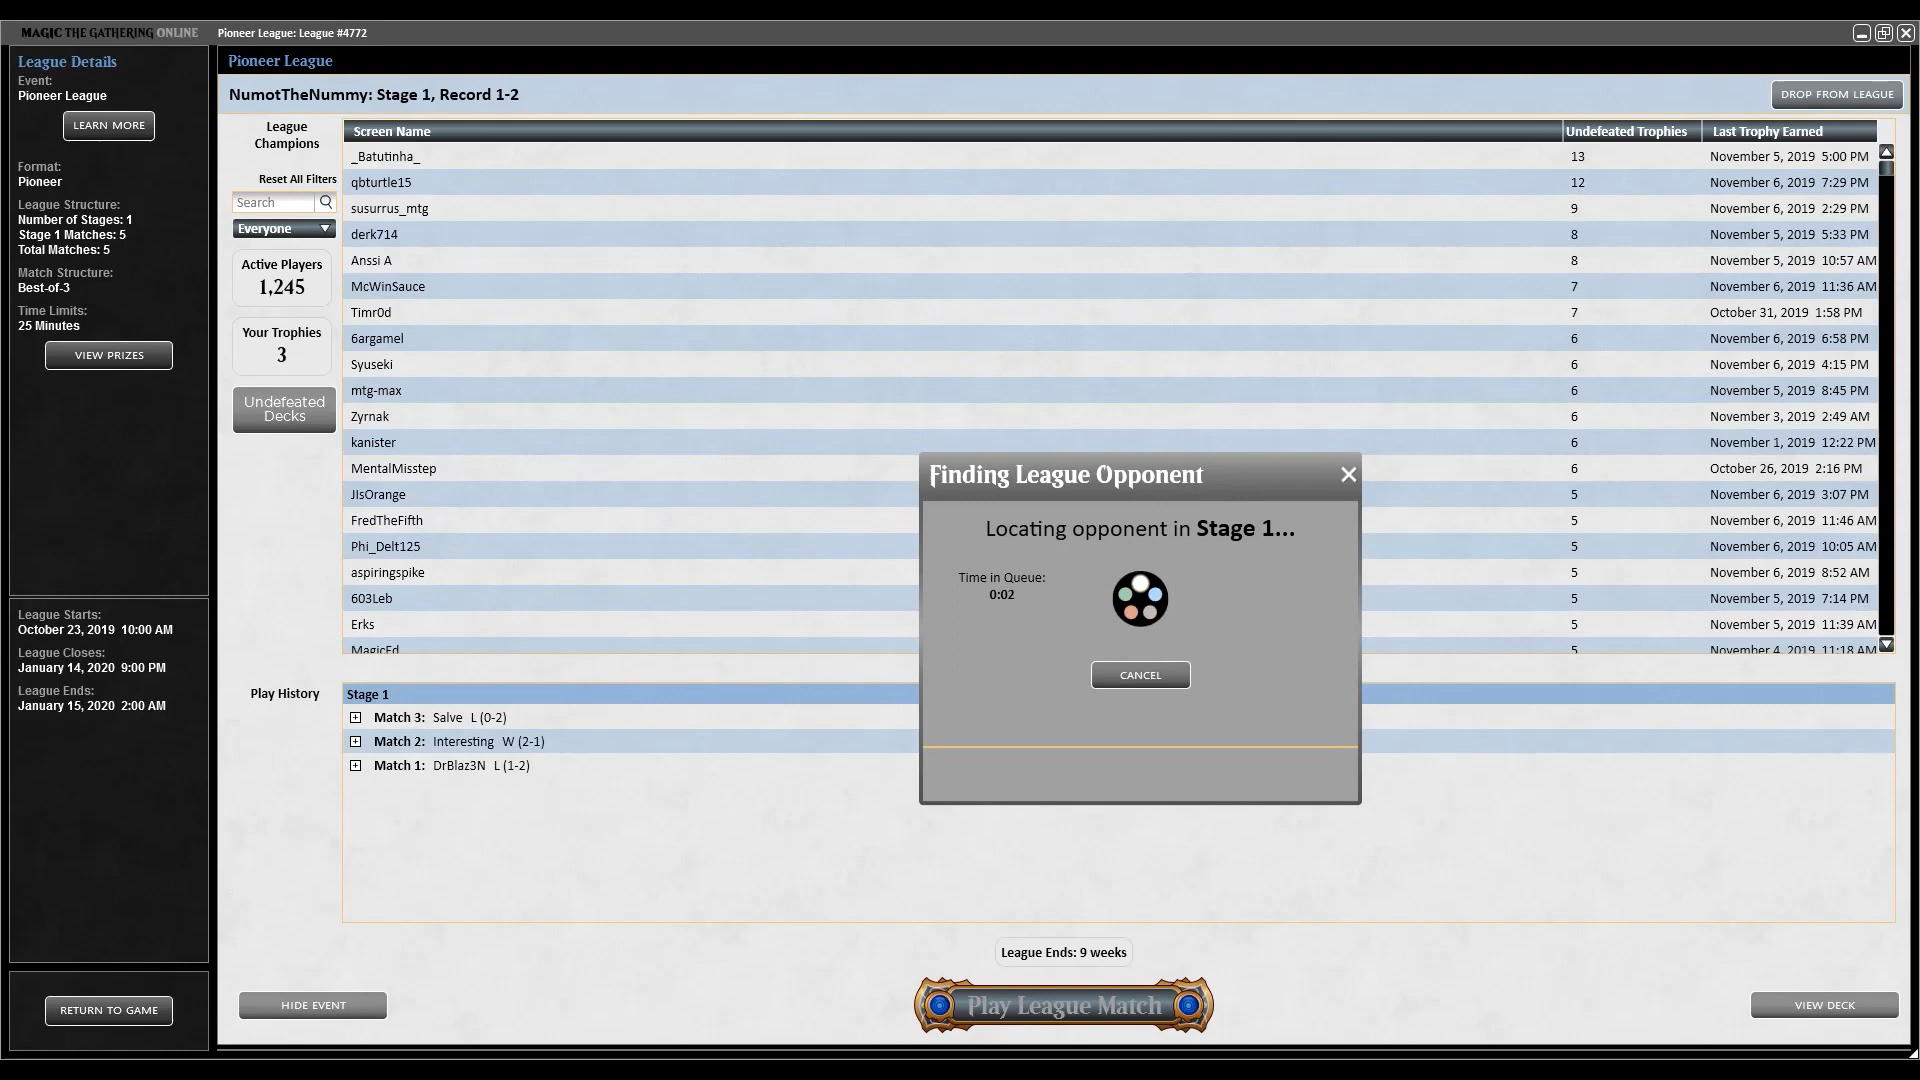 MAGIC THE GATHERING ONLINE
Pioneer League: League #4772
League Details
Event:
Pioneer League
LEARN MORE
Format:
Pioneer
League Structure:
Number of Stages: 1
Stage 1 Matches: 5
Total Matches: 5
Match Structure:
Best-of-3
Time Limits:
25 Minutes
VIEW PRIZES
League Starts:
October 23, 2019 10:00 AM
League Closes:
January 14, 2020 9:00 PM
League Ends:
January 15, 2020 2:00 AM
RETURN TO GAME
Pioneer League
NumotTheNummy: Stage 1, Record 1-2
DROP FROM LEAGUE
League
Champions
Reset All Filters
Search
Everyone
Active Players
1,245
Your Trophies
3
Undefeated
Decks
Screen Name Undefeated Trophies Last Trophy Earned
_Batutinha_ 13 November 5, 2019 5:00 PM
qbturtle15 12 November 6, 2019 7:29 PM
susurrus_mtg 9 November 6, 2019 2:29 PM
derk714 8 November 5, 2019 5:33 PM
Anssi A 8 November 5, 2019 10:57 AM
McWinSauce 7 November 6, 2019 11:36 AM
Timr0d 7 October 31, 2019 1:58 PM
6argamel 6 November 6, 2019 6:58 PM
Syuseki 6 November 6, 2019 4:15 PM
mtg-max 6 November 5, 2019 8:45 PM
Zyrnak 6 November 3, 2019 2:49 AM
kanister 6 November 1, 2019 12:22 PM
MentalMisstep 6 October 26, 2019 2:16 PM
JIsOrange 5 November 6, 2019 3:07 PM
FredTheFifth 5 November 6, 2019 11:46 AM
Phi_Delt125 5 November 6, 2019 10:05 AM
aspiringspike 5 November 6, 2019 8:52 AM
603Leb 5 November 5, 2019 7:14 PM
Erks 5 November 5, 2019 11:39 AM
MagicEd 5 November 4, 2019 11:18 AM
Finding League Opponent
Locating opponent in Stage 1...
Time in Queue:
0:02
CANCEL
Play History
Stage 1
Match 3: Salve L (0-2)
Match 2: Interesting W (2-1)
Match 1: DrBlaz3N L (1-2)
League Ends: 9 weeks
HIDE EVENT
Play League Match
VIEW DECK